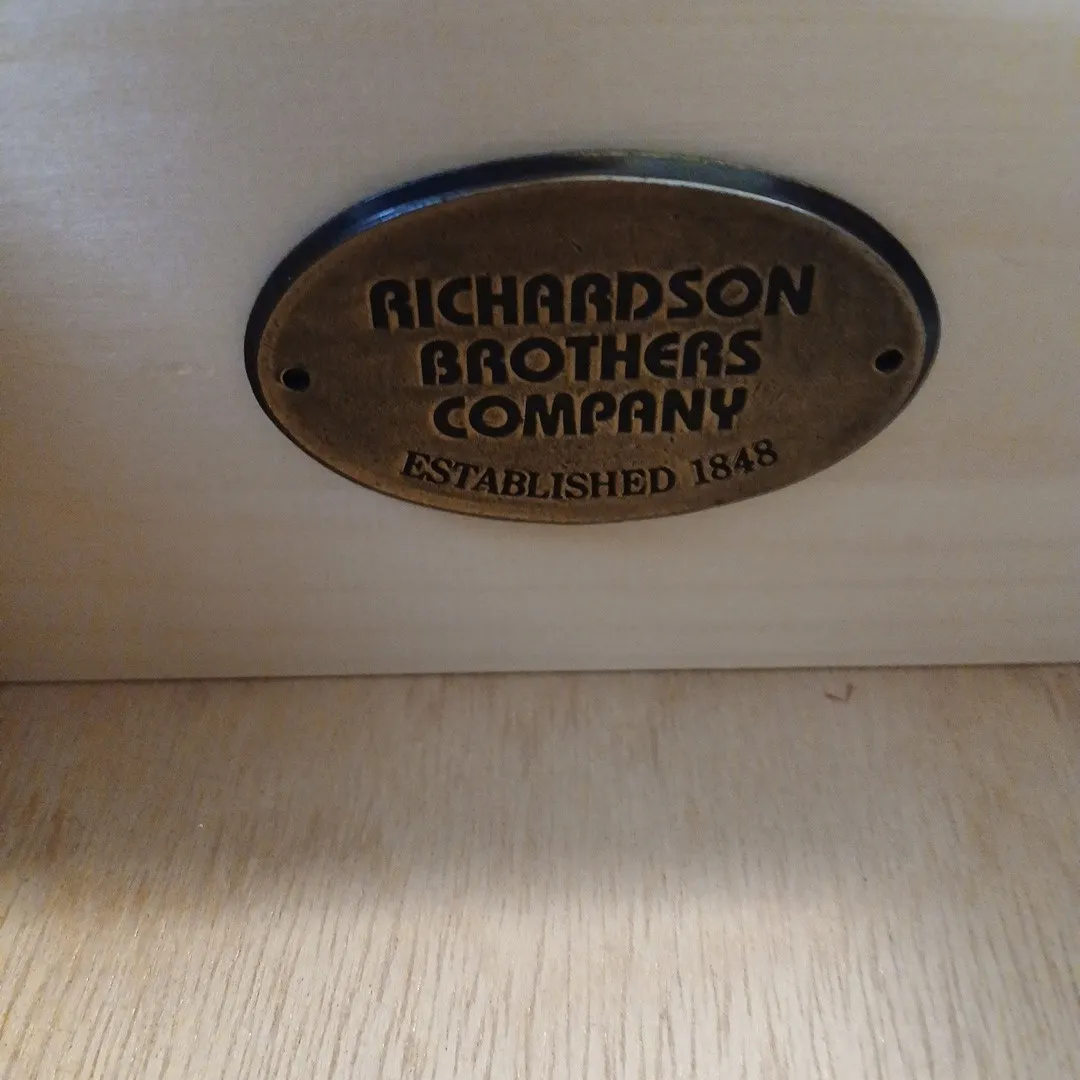 RICHARDSON
BROTHERS
COMPANY
ESTABLISHED 1848